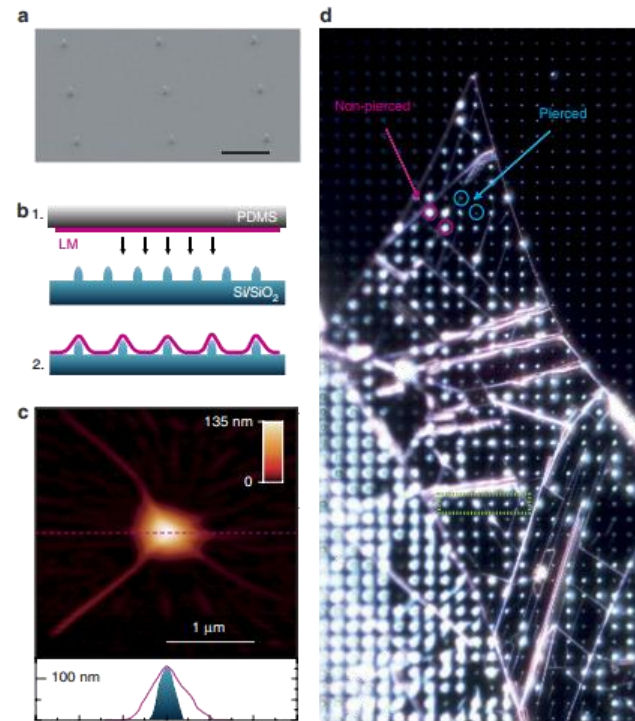 a
b
1.
PDMS
LM
Si/SiO₂
2.
c
135 nm
0
1 μm
100 nm
d
Non-pierced
Pierced